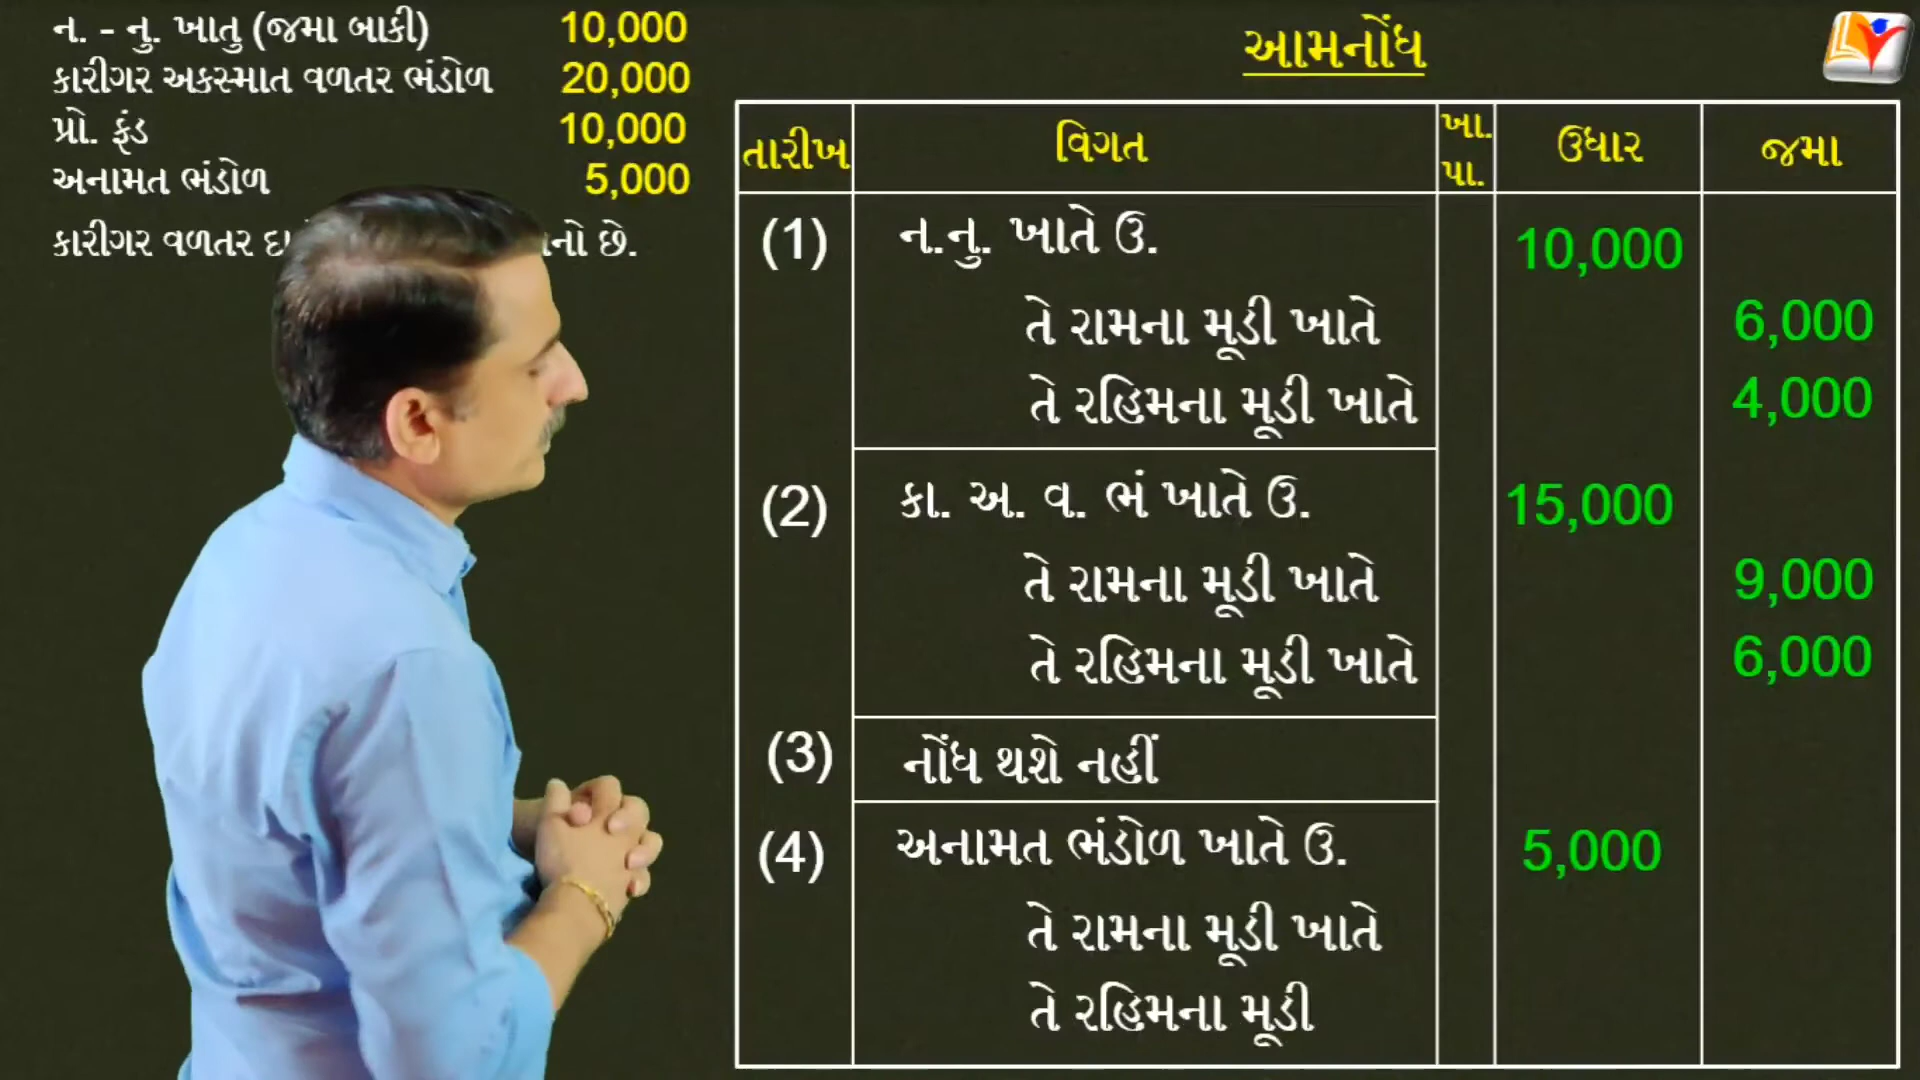 ન. - નુ. ખાતુ (જમા બાકી) 10,000
કારીગર અકસ્માત વળતર ભંડોળ 20,000
પ્રો. ફંડ 10,000
અનામત ભંડોળ 5,000
કારીગર વળતર છે.
આમનોંધ
તારીખ વિગત ખા. પા. ઉધાર જમા
(1) ન.નુ. ખાતે ઉ. 10,000
તે રામના મૂડી ખાતે 6,000
તે રહિમના મૂડી ખાતે 4,000
(2) કા. અ. વ. ભં ખાતે ઉ. 15,000
તે રામના મૂડી ખાતે 9,000
તે રહિમના મૂડી ખાતે 6,000
(3) નોંધ થશે નહીં
(4) અનામત ભંડોળ ખાતે ઉ. 5,000
તે રામના મૂડી ખાતે
તે રહિમના મૂડી